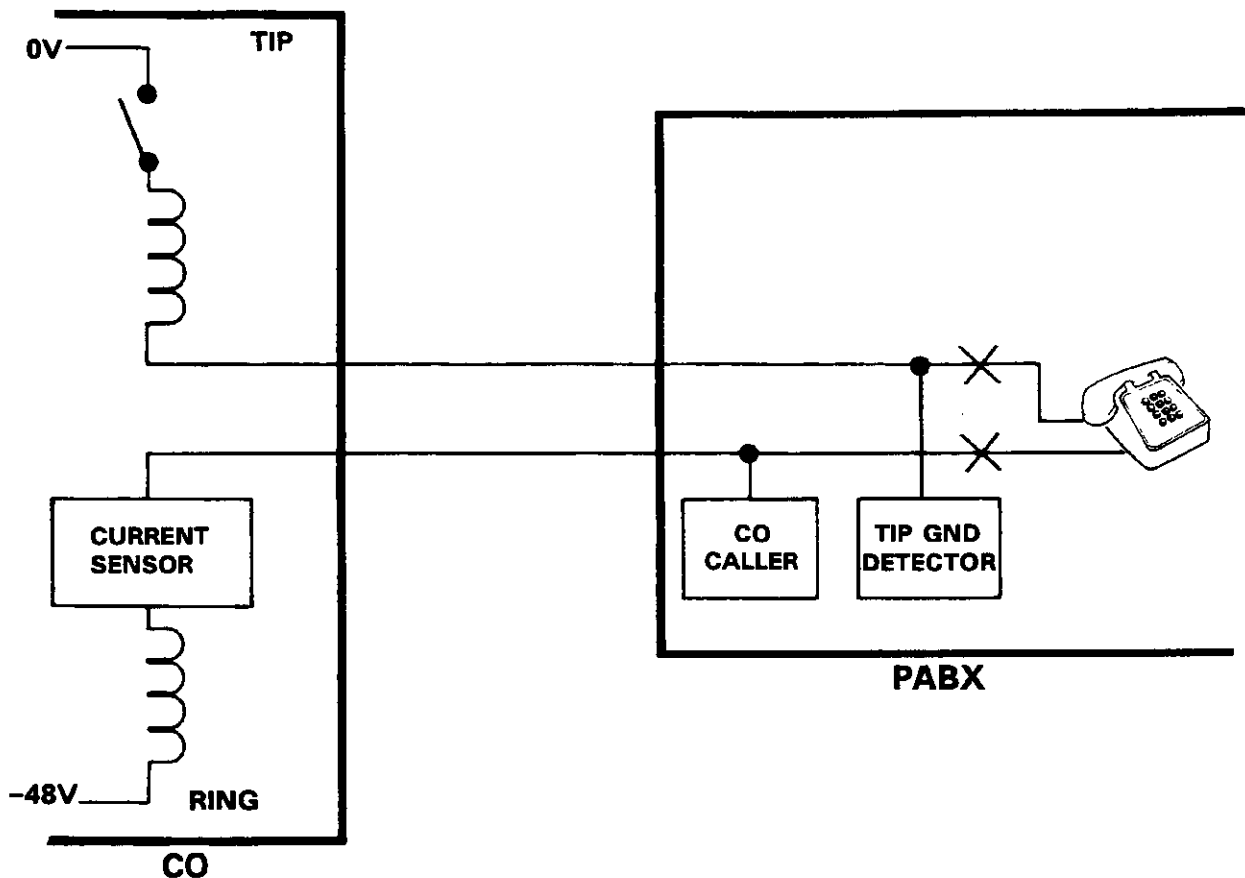 TIP
0V
CURRENT
SENSOR
CO
CALLER
TIP GND
DETECTOR
PABX
–48V
RING
CO